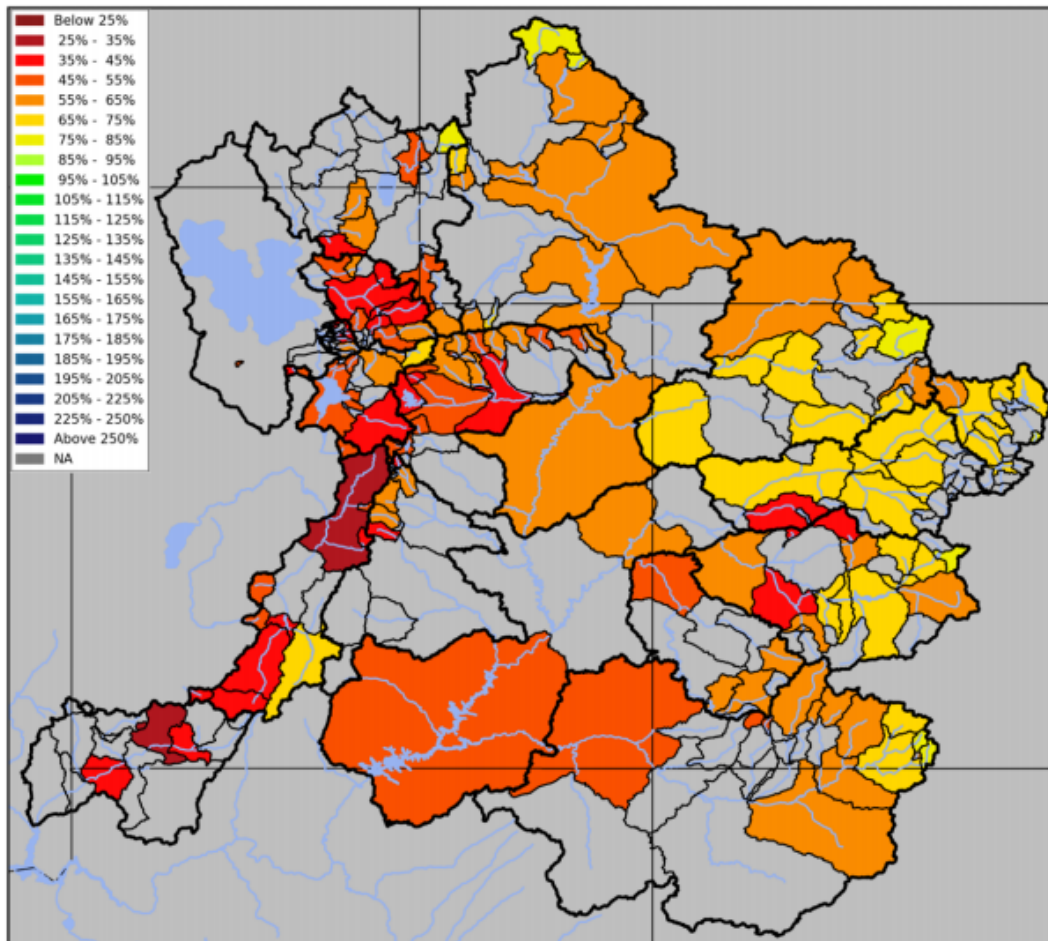 Below 25%
25% - 35%
35% - 45%
45% - 55%
55% - 65%
65% - 75%
75% - 85%
85% - 95%
95% - 105%
105% - 115%
115% - 125%
125% - 135%
135% - 145%
145% - 155%
155% - 165%
165% - 175%
175% - 185%
185% - 195%
195% - 205%
205% - 225%
225% - 250%
Above 250%
NA